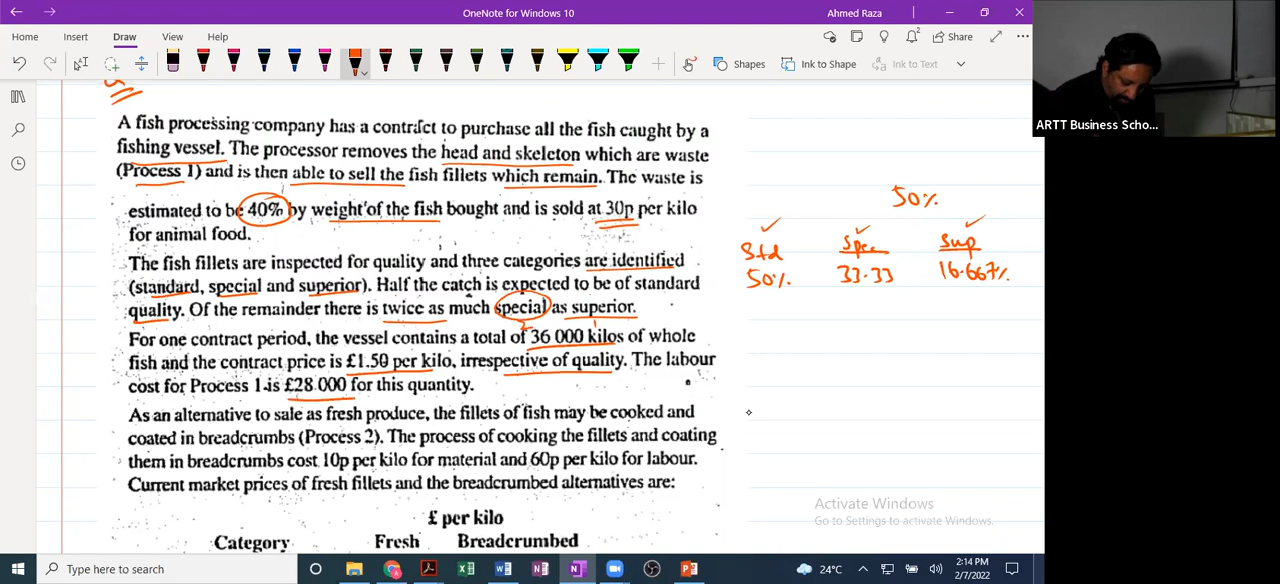 OneNote for Windows 10
Ahmed Raza
Home Insert Draw View Help
Share
Shapes
Ink to Shape
Ink to Text
ARTT Business Scho...
A fish processing company has a contract to purchase all the fish caught by a
fishing vessel. The processor removes the head and skeleton which are waste
(Process 1) and is then able to sell the fish fillets which remain. The waste is
estimated to be 40% by weight of the fish bought and is sold at 30p per kilo
for animal food.
The fish fillets are inspected for quality and three categories are identified
(standard, special and superior). Half the catch is expected to be of standard
quality. Of the remainder there is twice as much special as superior.
2 1
For one contract period, the vessel contains a total of 36 000 kilos of whole
fish and the contract price is £1.50 per kilo, irrespective of quality. The labour
cost for Process 1 is £28 000 for this quantity.
As an alternative to sale as fresh produce, the fillets of fish may be cooked and
coated in breadcrumbs (Process 2). The process of cooking the fillets and coating
them in breadcrumbs cost 10p per kilo for material and 60p per kilo for labour.
Current market prices of fresh fillets and the breadcrumbed alternatives are:
£ per kilo
Category Fresh Breadcrumbed
50%
Std Spec Sup
50% 33.33 16.667%
Activate Windows
Go to Settings to activate Windows.
Type here to search
24°C
2:14 PM
2/7/2022